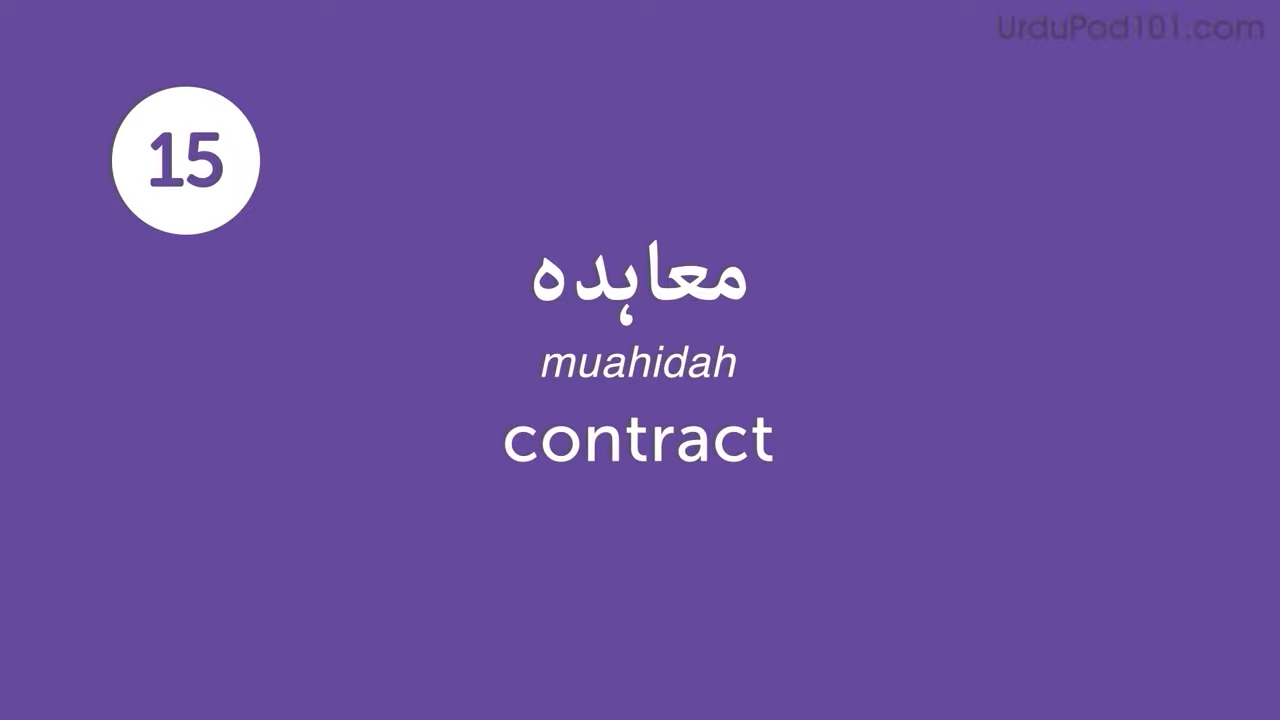 UrduPod101.com
15
معاہدہ
muahidah
contract